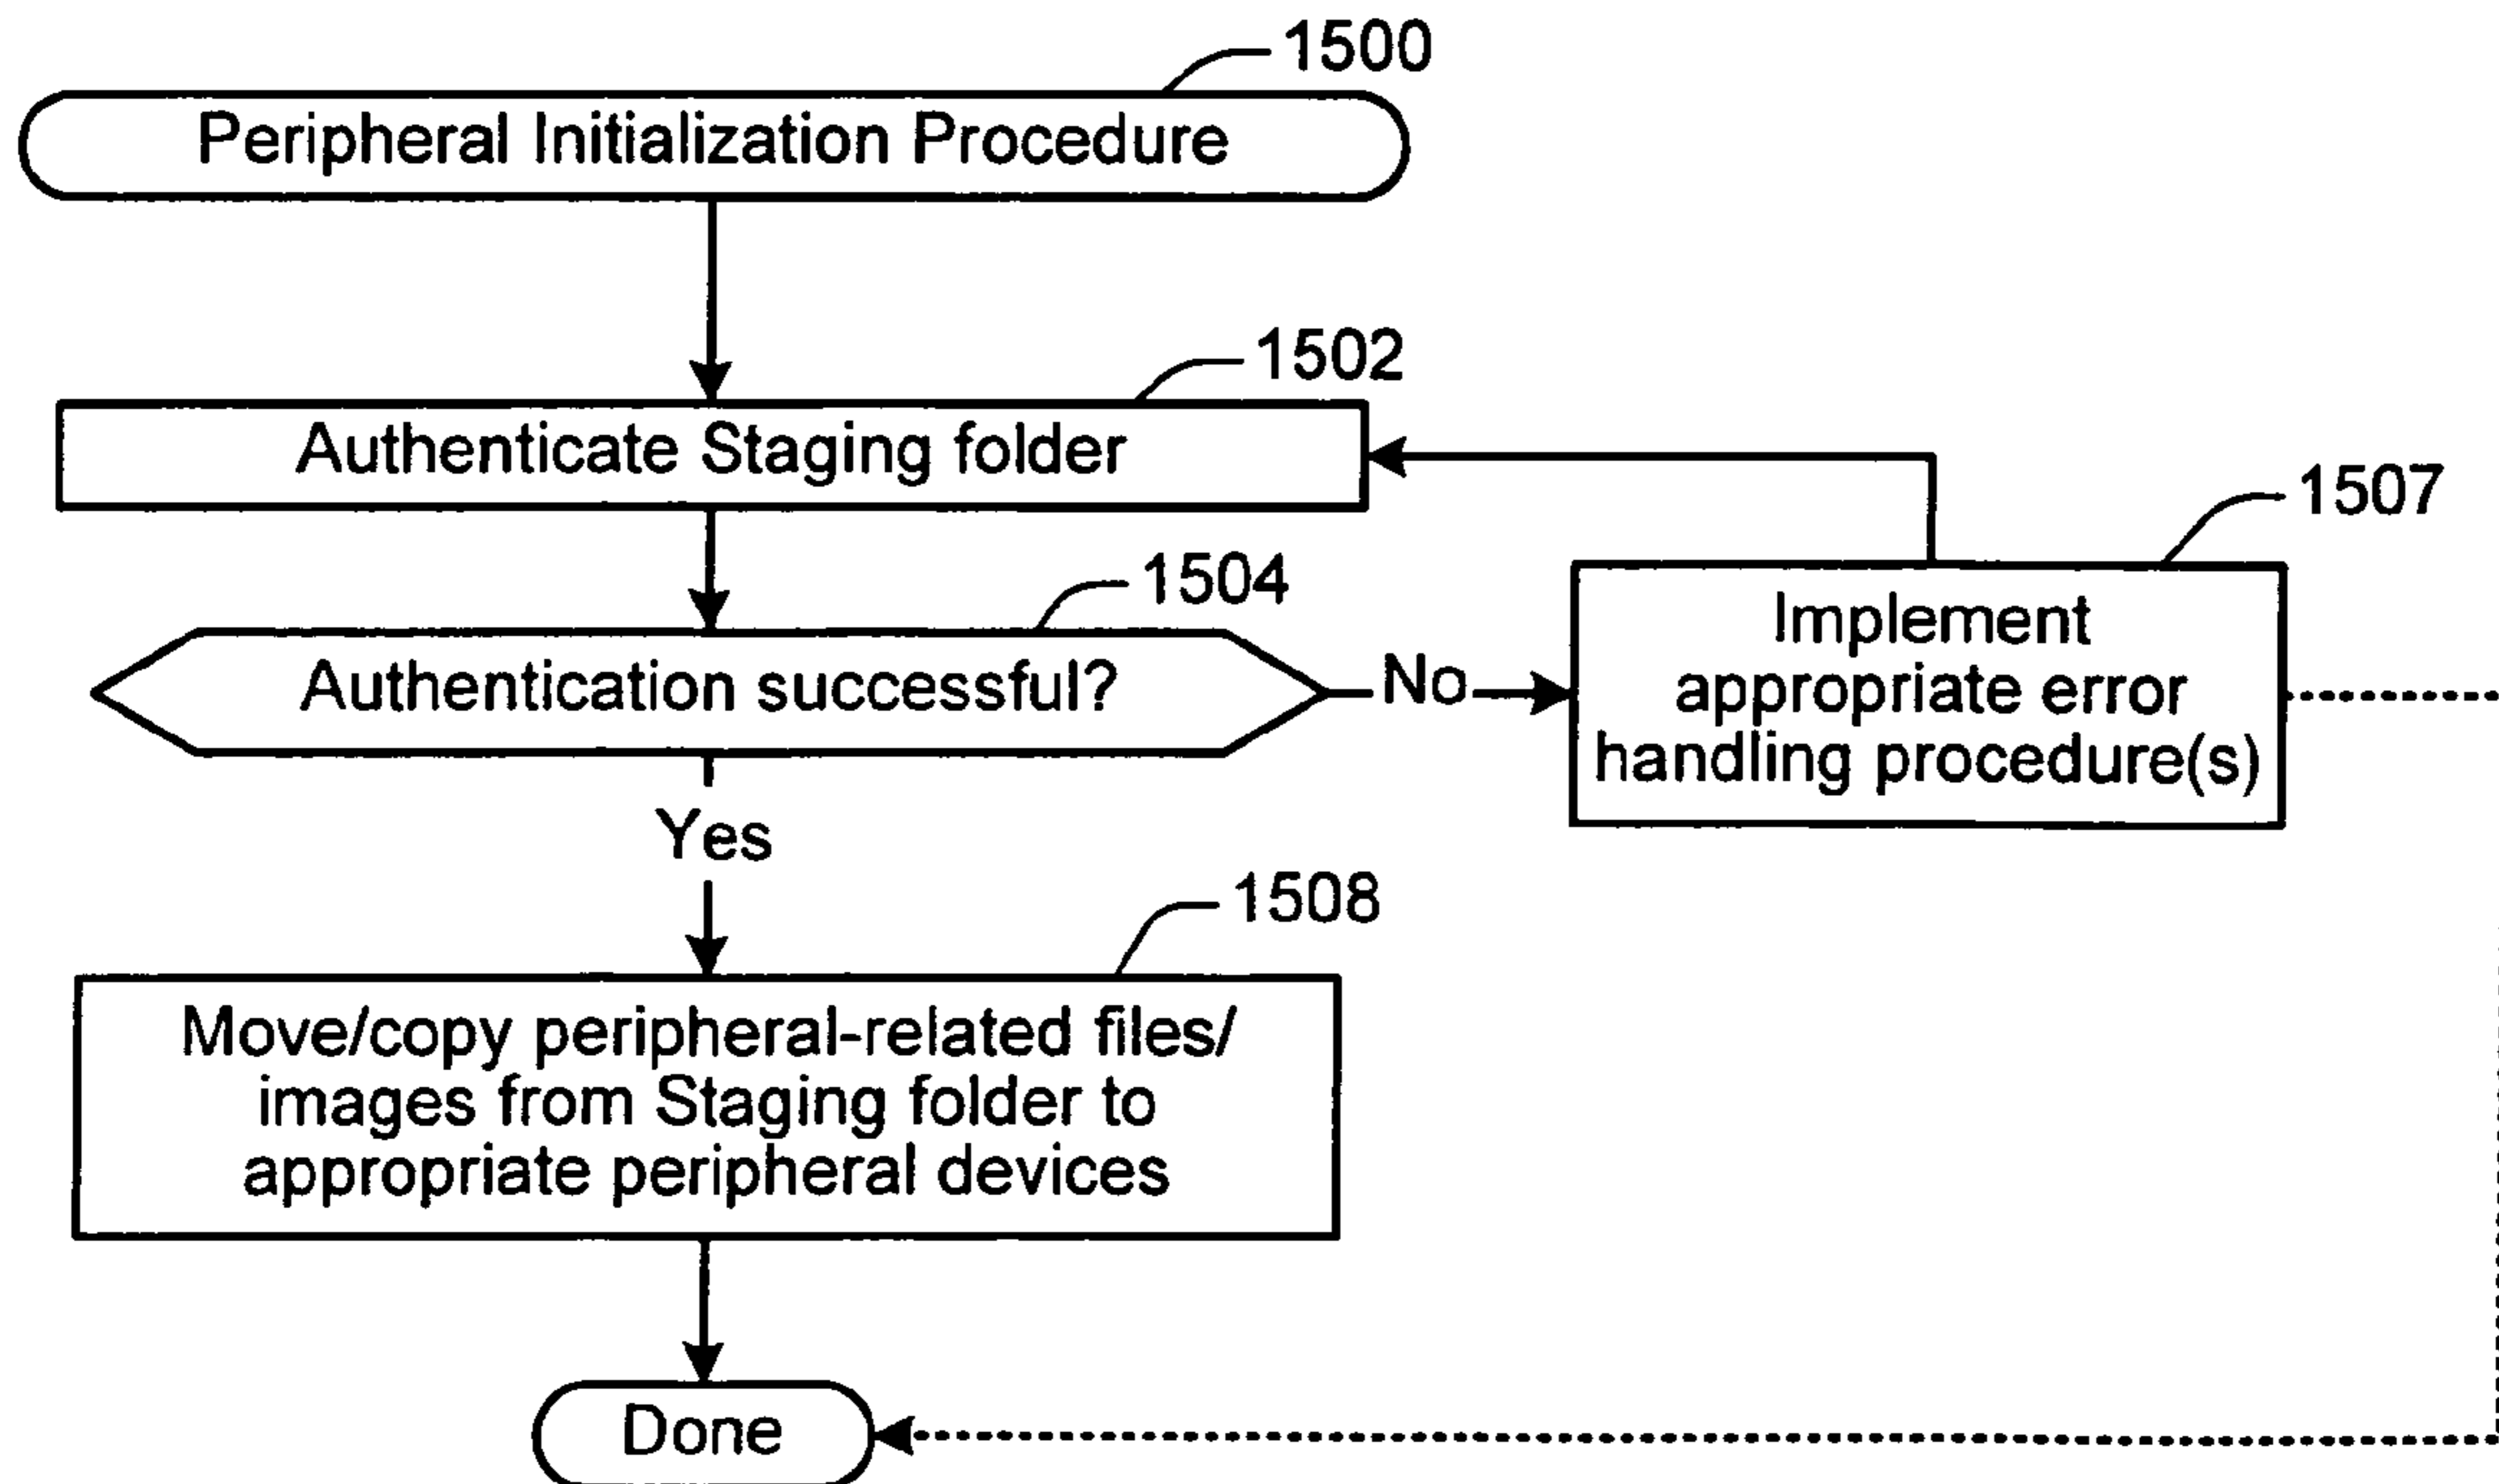 1500
Peripheral Initialization Procedure
1502
Authenticate Staging folder
1507
1504
Implement
appropriate error
handling procedure(s)
Authentication successful?
No
Yes
1508
Move/copy peripheral-related files/
images from Staging folder to
appropriate peripheral devices
Done